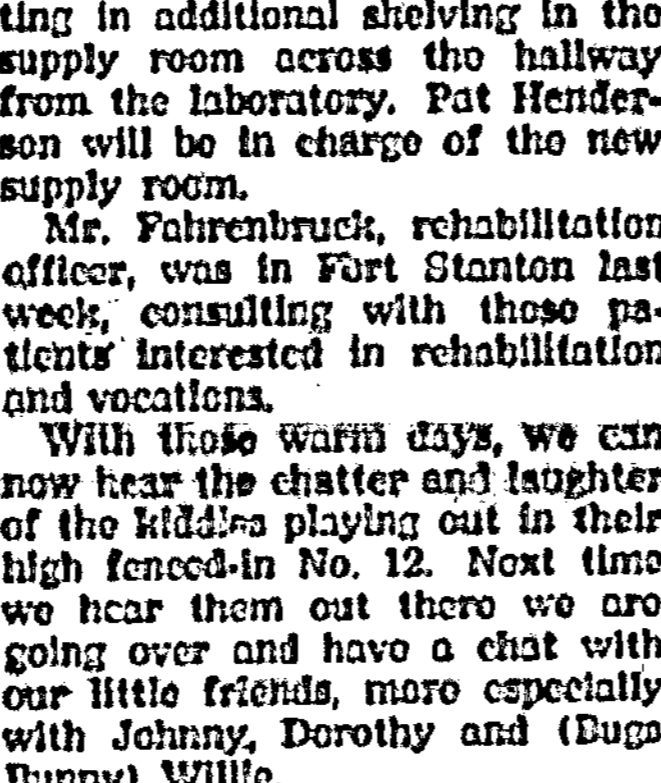 ting in additional shelving in the
supply room across the hallway
from the laboratory. Pat Hender-
son will be in charge of the new
supply room.
Mr. Fahrenbruck, rehabilitation
officer, was in Fort Stanton last
week, consulting with those pa-
tients interested in rehabilitation
and vocations.
With those warm days, we can
now hear the chatter and laughter
of the kiddies playing out in their
high fenced-in No. 12. Next time
we hear them out there we are
going over and have a chat with
our little friends, more especially
with Johnny, Dorothy and (Bugs
Bunny) Willie.